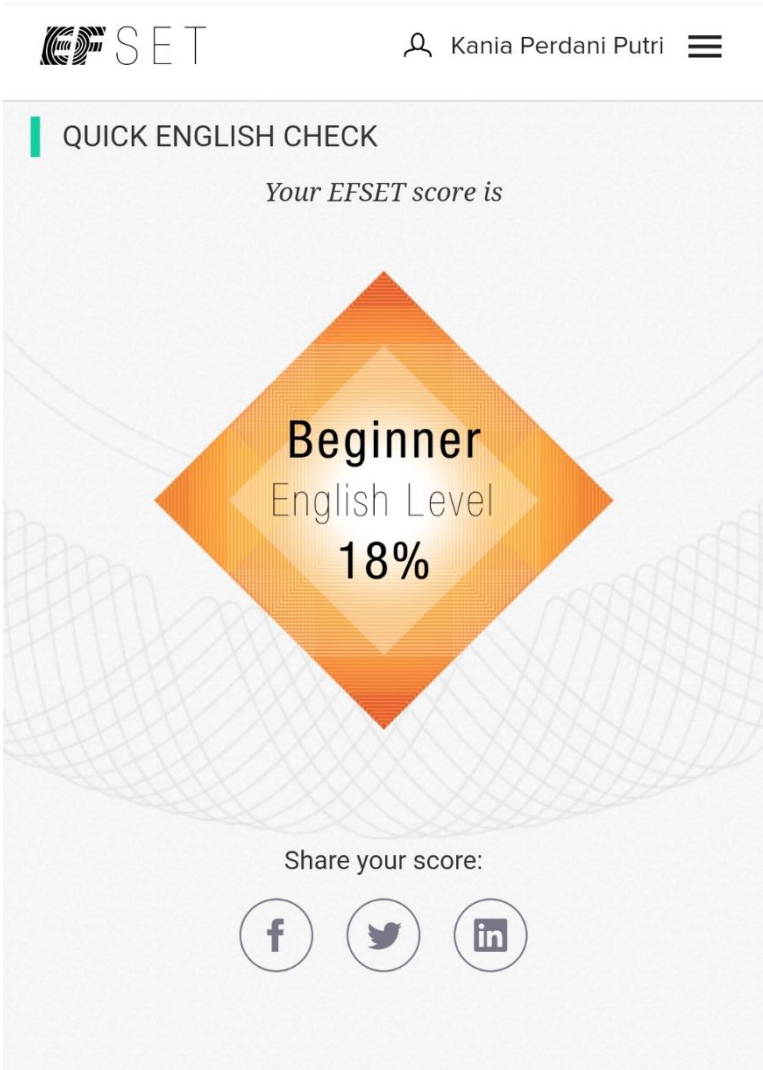 EF SET
Kania Perdani Putri
QUICK ENGLISH CHECK
Your EFSET score is
Beginner
English Level
18%
Share your score: